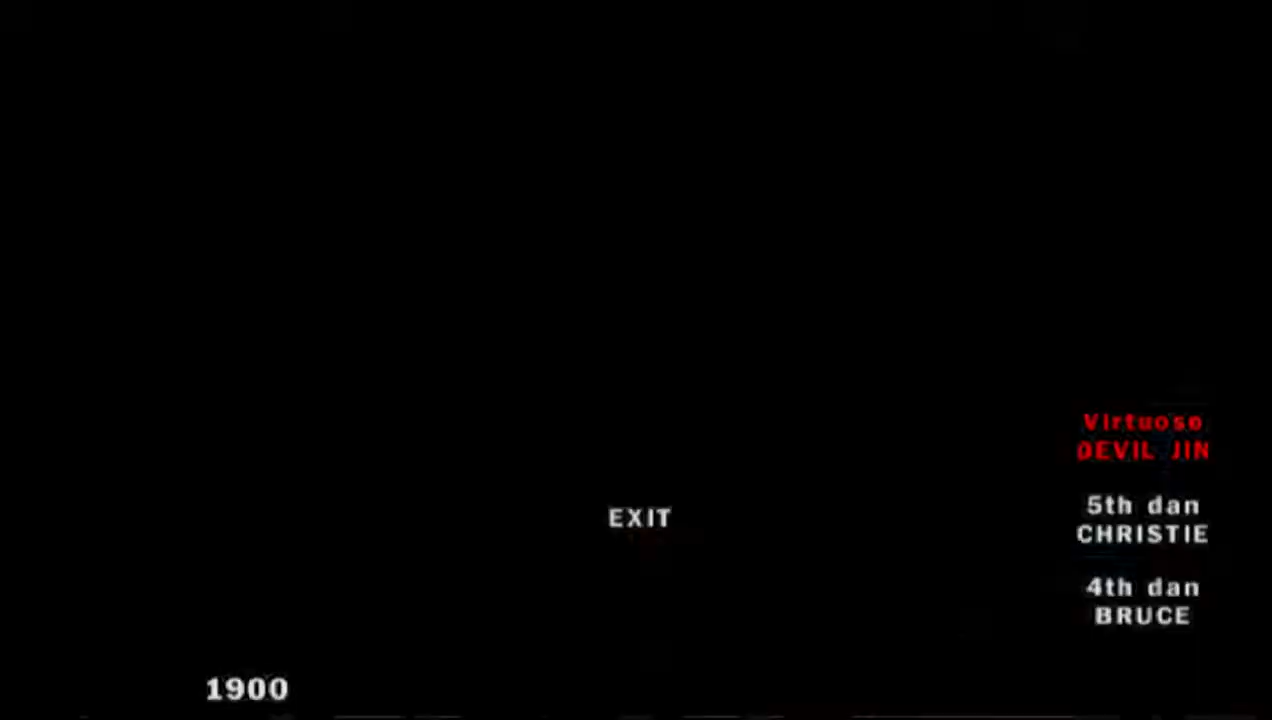 Virtuoso
DEVIL JIN
5th dan
CHRISTIE
EXIT
4th dan
BRUCE
1900